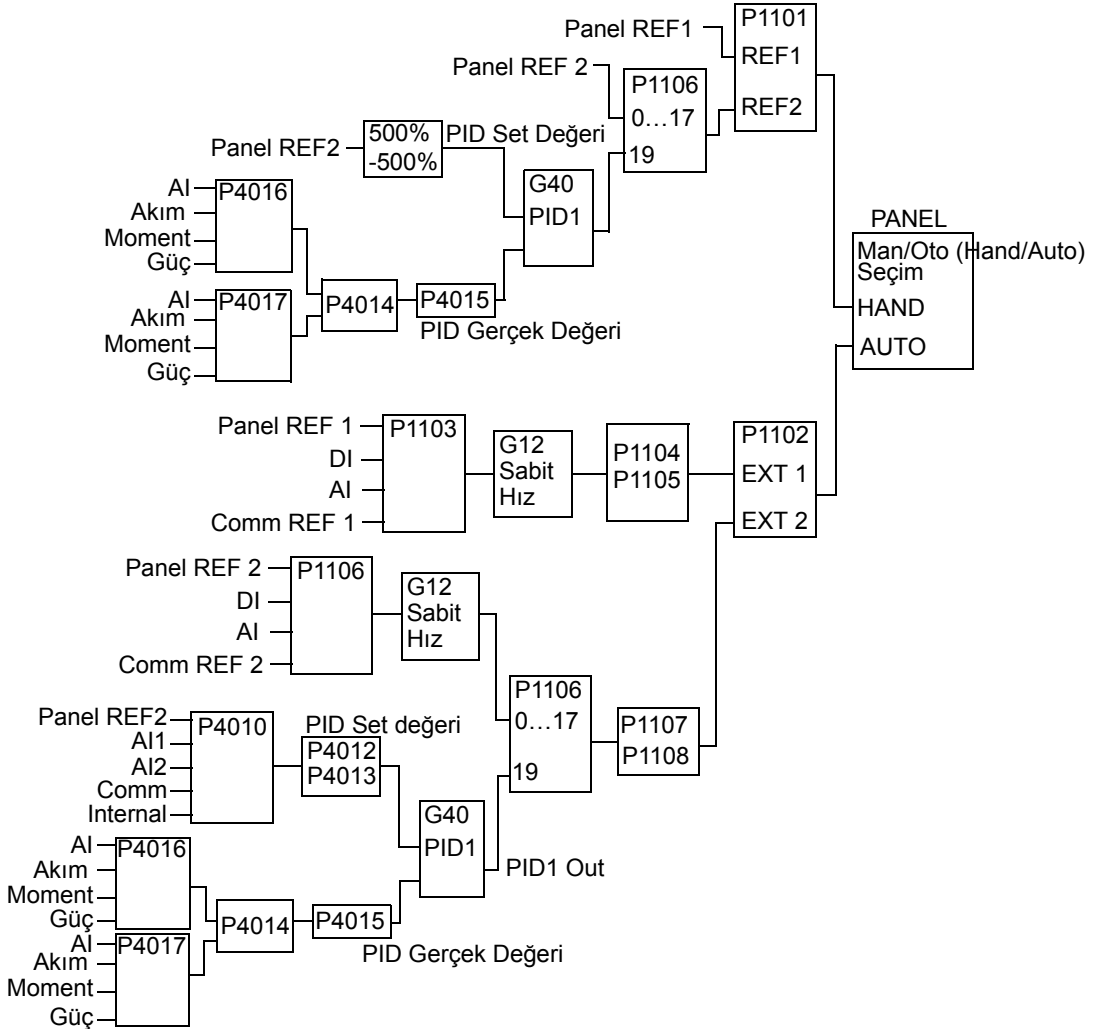 Panel REF1
P1101
REF1
REF2
Panel REF 2
P1106
0...17
19
Panel REF2
500%
-500%
PID Set Değeri
G40
PID1
AI
Akım
Moment
Güç
P4016
AI
Akım
Moment
Güç
P4017
P4014
P4015
PID Gerçek Değeri
PANEL
Man/Oto (Hand/Auto)
Seçim
HAND
AUTO
Panel REF 1
DI
AI
Comm REF 1
P1103
G12
Sabit
Hız
P1104
P1105
P1102
EXT 1
EXT 2
Panel REF 2
DI
AI
Comm REF 2
P1106
G12
Sabit
Hız
P1106
0...17
19
P1107
P1108
Panel REF2
AI1
AI2
Comm
Internal
P4010
PID Set değeri
P4012
P4013
G40
PID1
PID1 Out
AI
Akım
Moment
Güç
P4016
AI
Akım
Moment
Güç
P4017
P4014
P4015
PID Gerçek Değeri